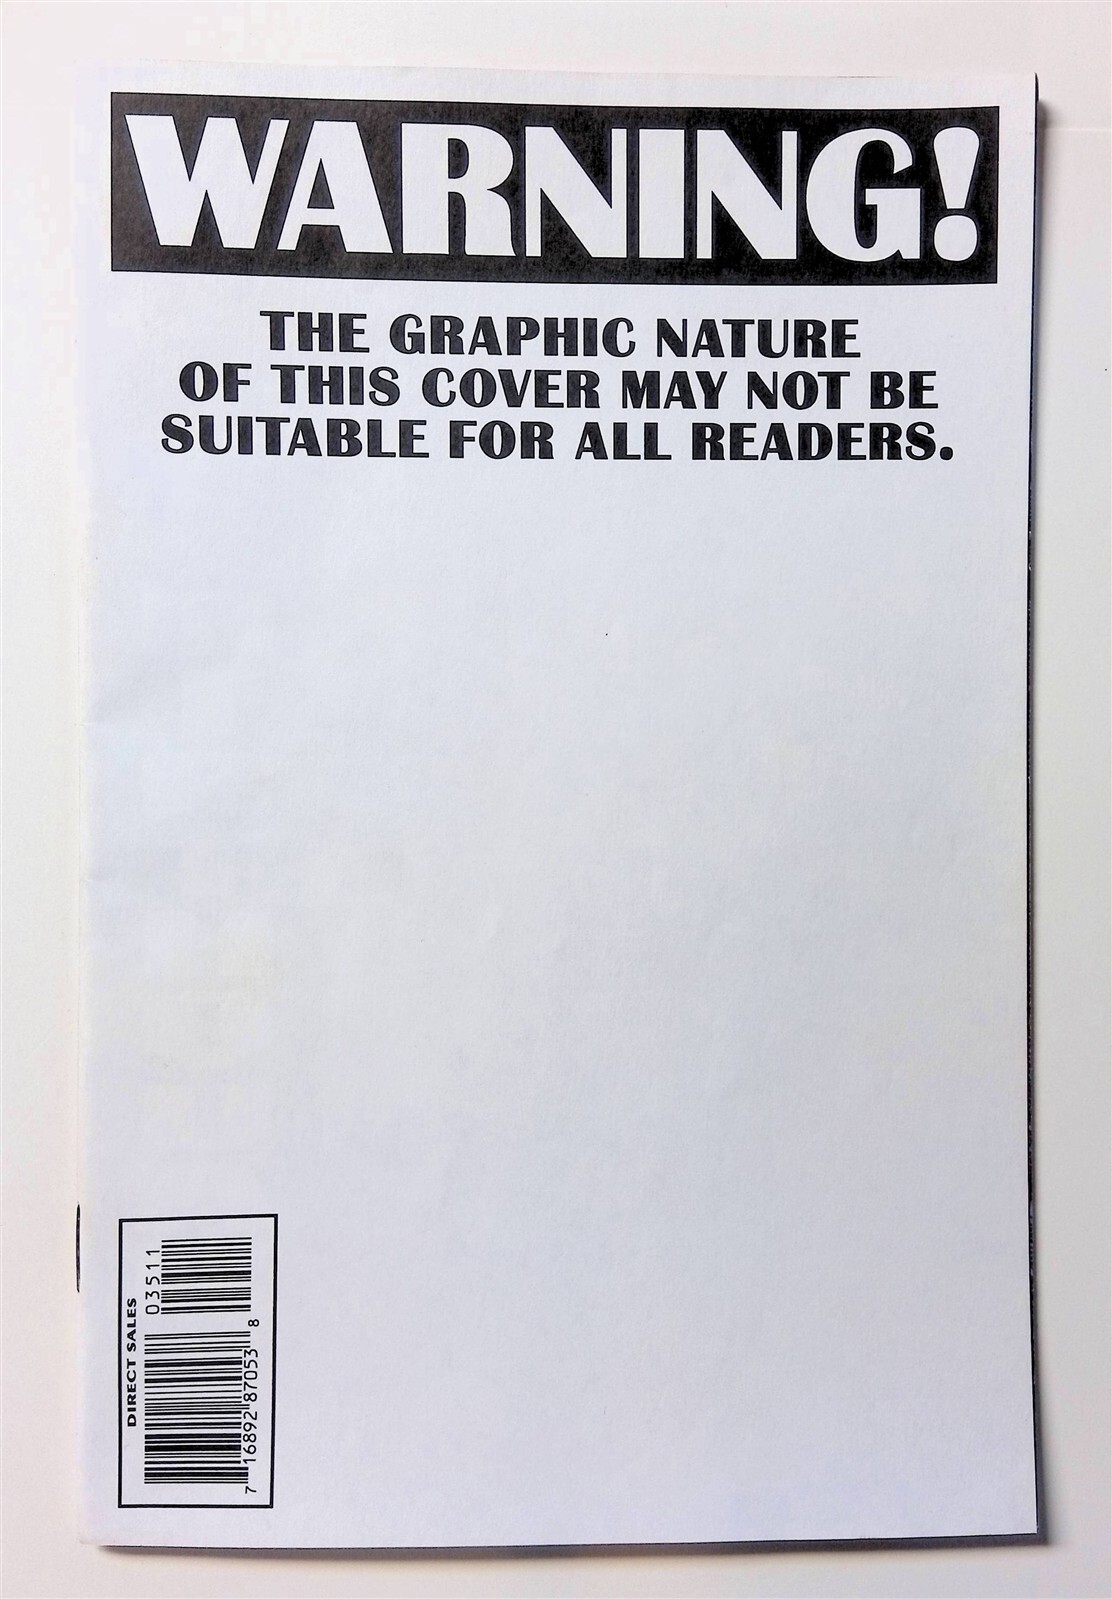 WARNING!
THE GRAPHIC NATURE
OF THIS COVER MAY NOT BE
SUITABLE FOR ALL READERS.
DIRECT SALES
03511
7 16892 87053 8